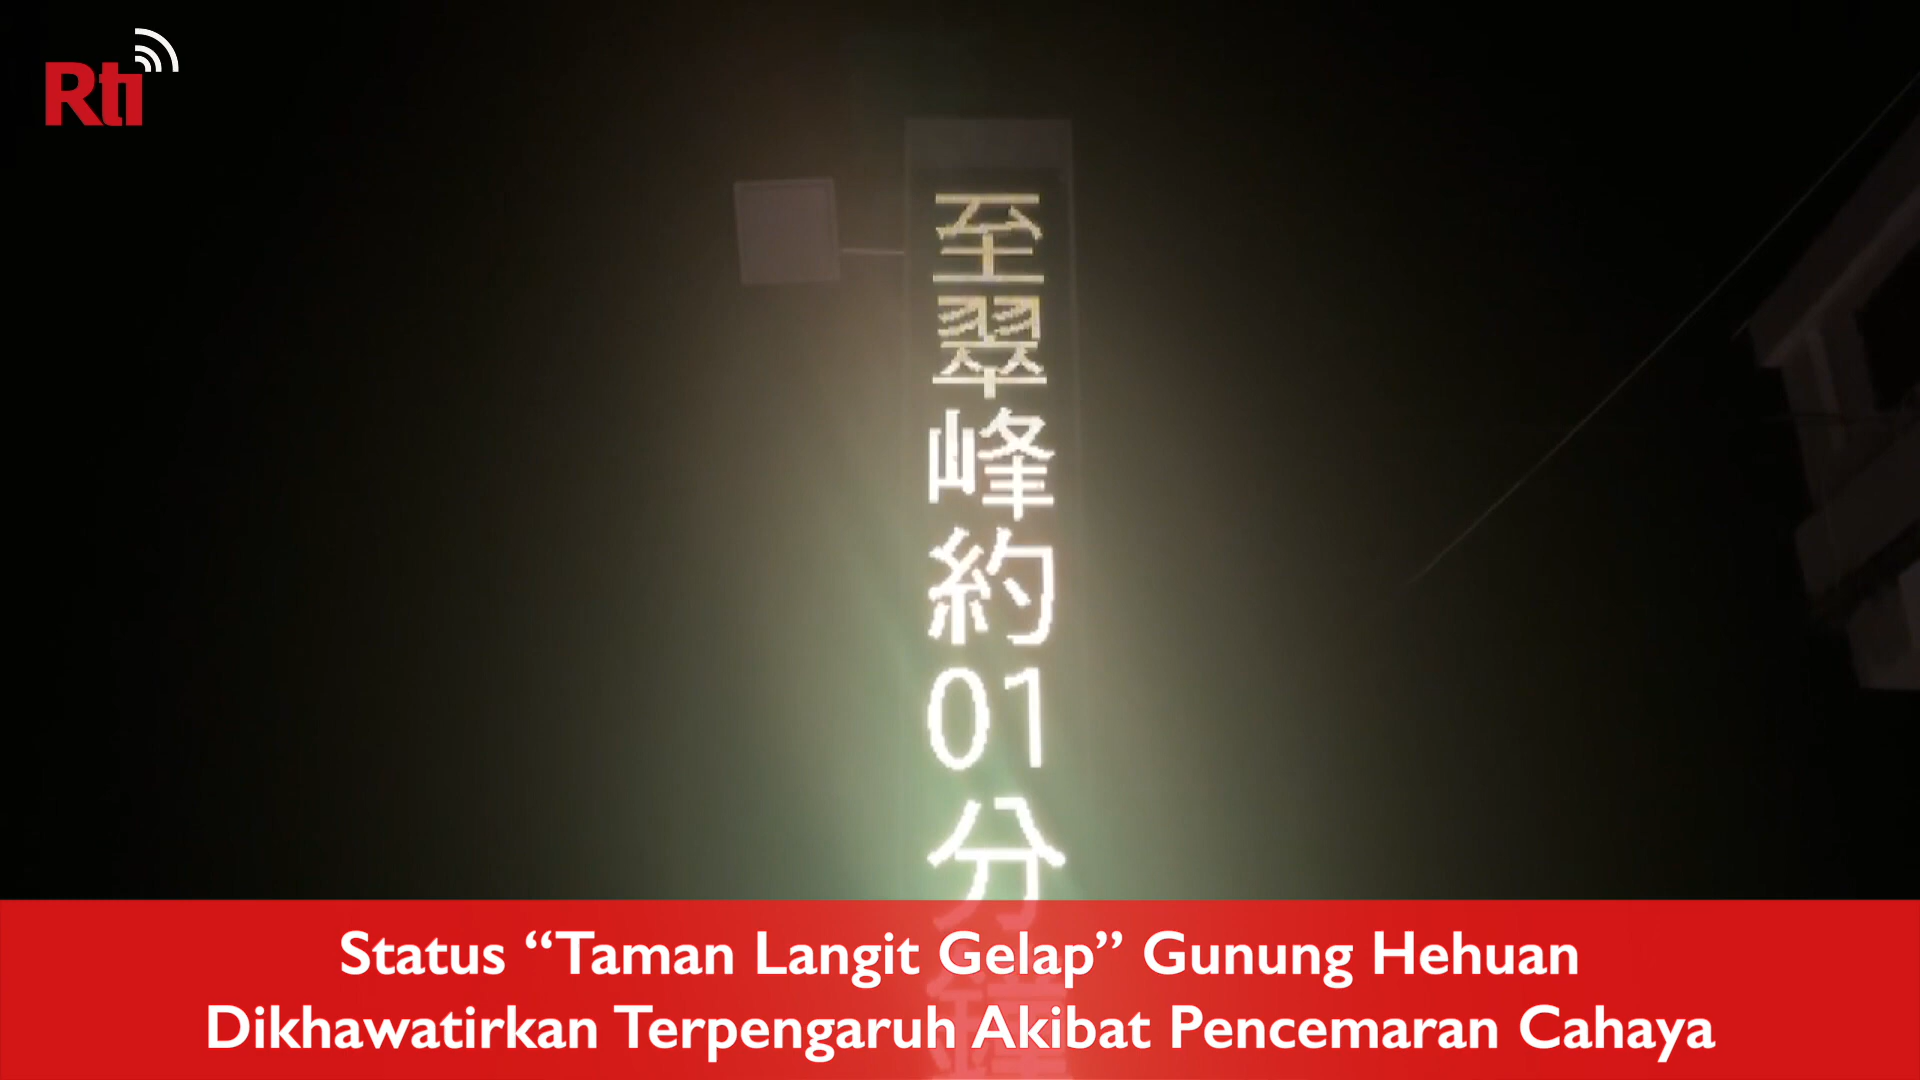 Rti
至翠峰約01分鐘
Status “Taman Langit Gelap” Gunung Hehuan
Dikhawatirkan Terpengaruh Akibat Pencemaran Cahaya